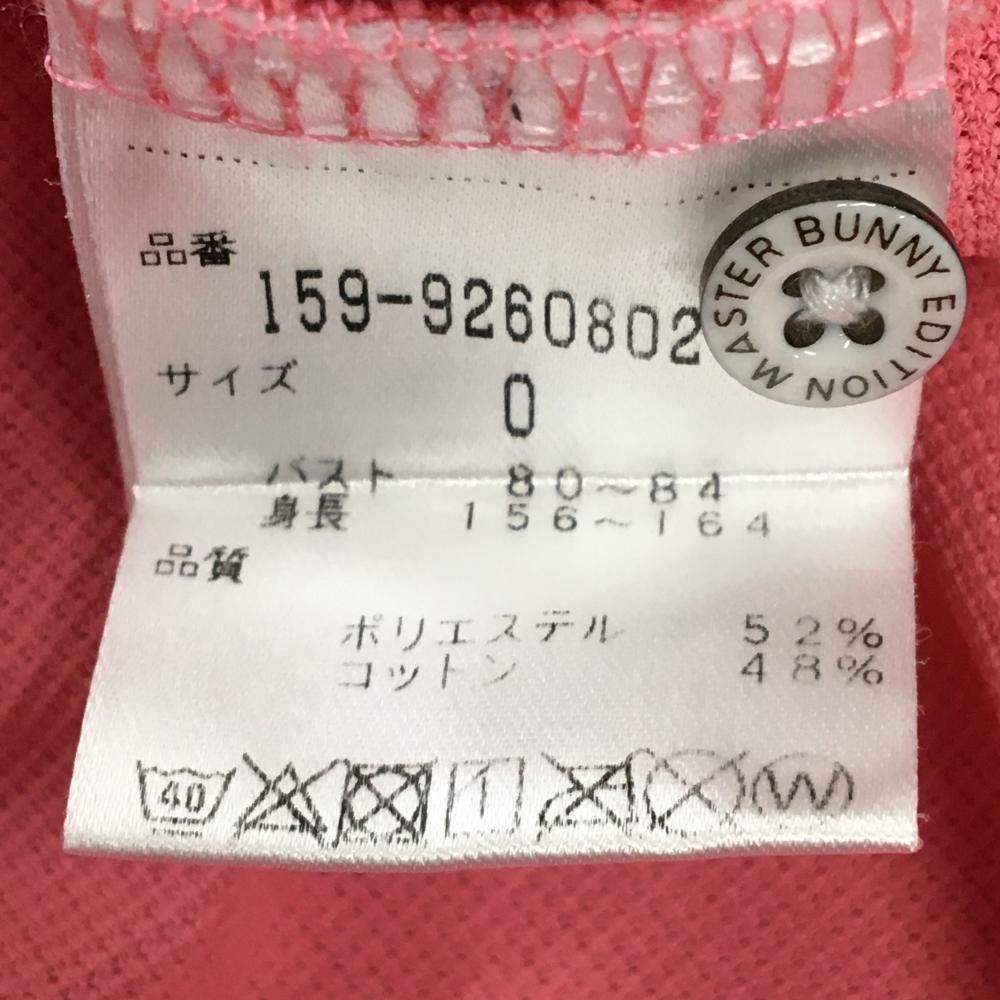 品番
159-9260802
サイズ
0
バスト 80～84
身長 156～164
品質
ポリエステル 52%
コットン 48%
40
MASTER BUNNY EDITION